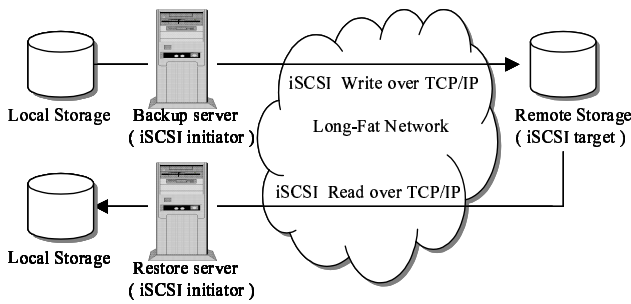 iSCSI Write over TCP/IP
Local Storage
Backup server
( iSCSI initiator )
Long-Fat Network
Remote Storage
( iSCSI target )
iSCSI Read over TCP/IP
Local Storage
Restore server
( iSCSI initiator )